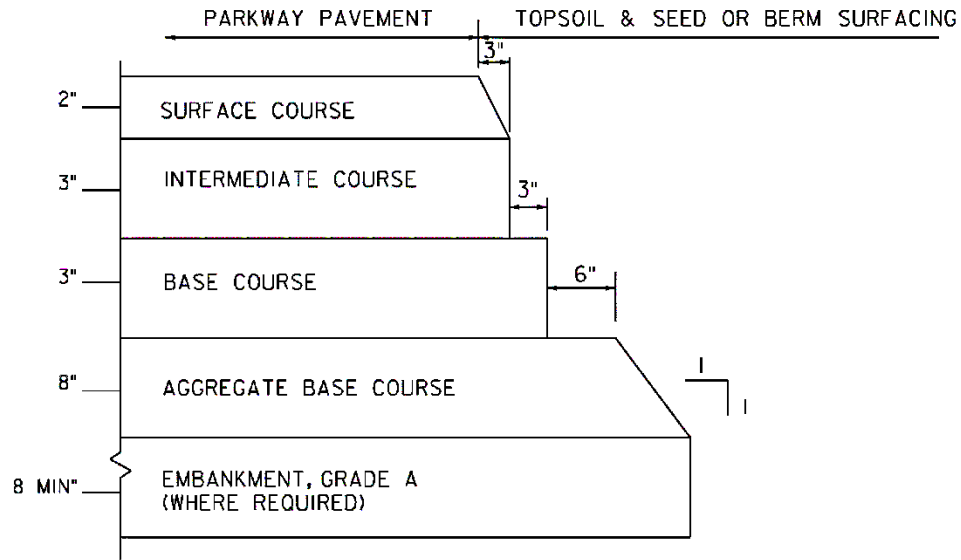 PARKWAY PAVEMENT
TOPSOIL & SEED OR BERM SURFACING
3"
2"
SURFACE COURSE
3"
INTERMEDIATE COURSE
3"
3"
BASE COURSE
6"
8"
AGGREGATE BASE COURSE
1
1
8 MIN"
EMBANKMENT, GRADE A
(WHERE REQUIRED)